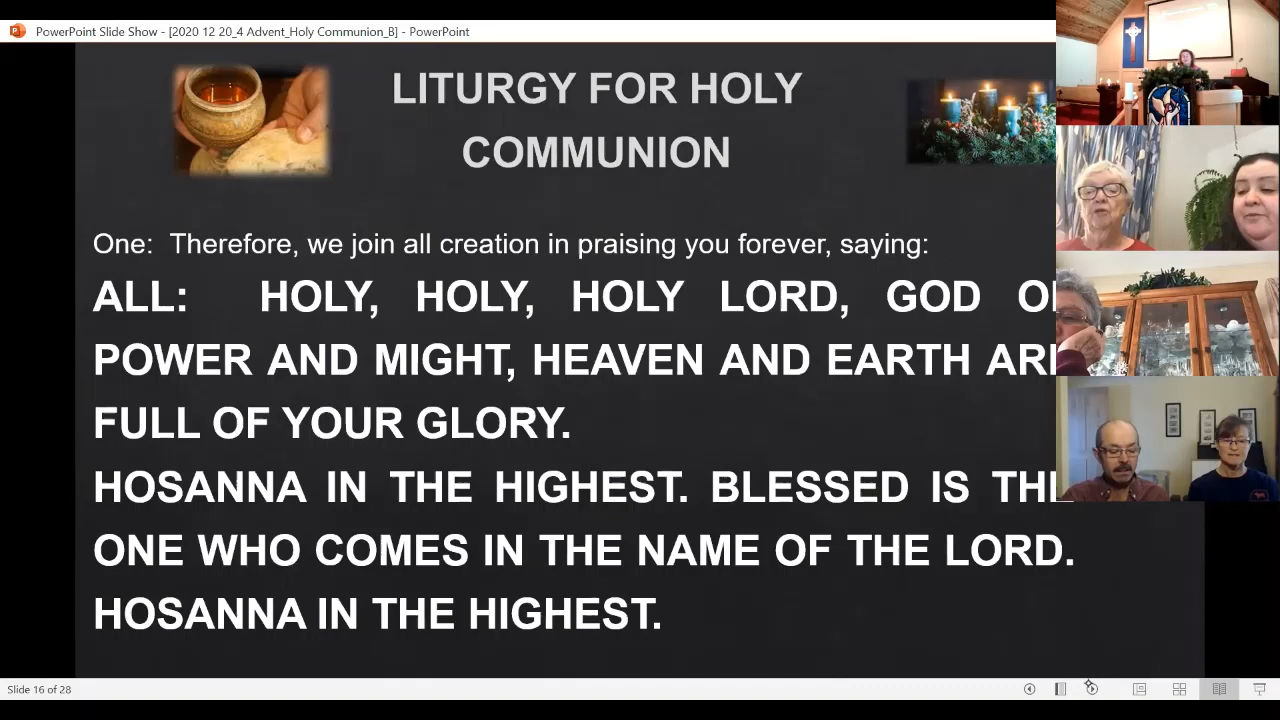 PowerPoint Slide Show - [2020 12 20_4 Advent_Holy Communion_B] - PowerPoint
LITURGY FOR HOLY
COMMUNION
One: Therefore, we join all creation in praising you forever, saying:
ALL: HOLY, HOLY, HOLY LORD, GOD
POWER AND MIGHT, HEAVEN AND EARTH
FULL OF YOUR GLORY.
HOSANNA IN THE HIGHEST. BLESSED IS
ONE WHO COMES IN THE NAME OF THE LORD.
HOSANNA IN THE HIGHEST.
Slide 16 of 28